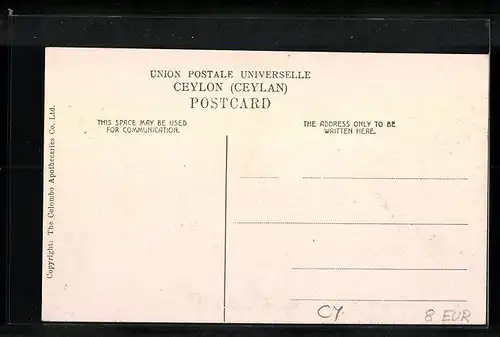 UNION POSTALE UNIVERSELLE
CEYLON (CEYLAN)
POSTCARD
THIS SPACE MAY BE USED
FOR COMMUNICATION.
THE ADDRESS ONLY TO BE
WRITTEN HERE.
Copyright: The Colombo Apothecaries Co. Ltd.
CY
8 EUR